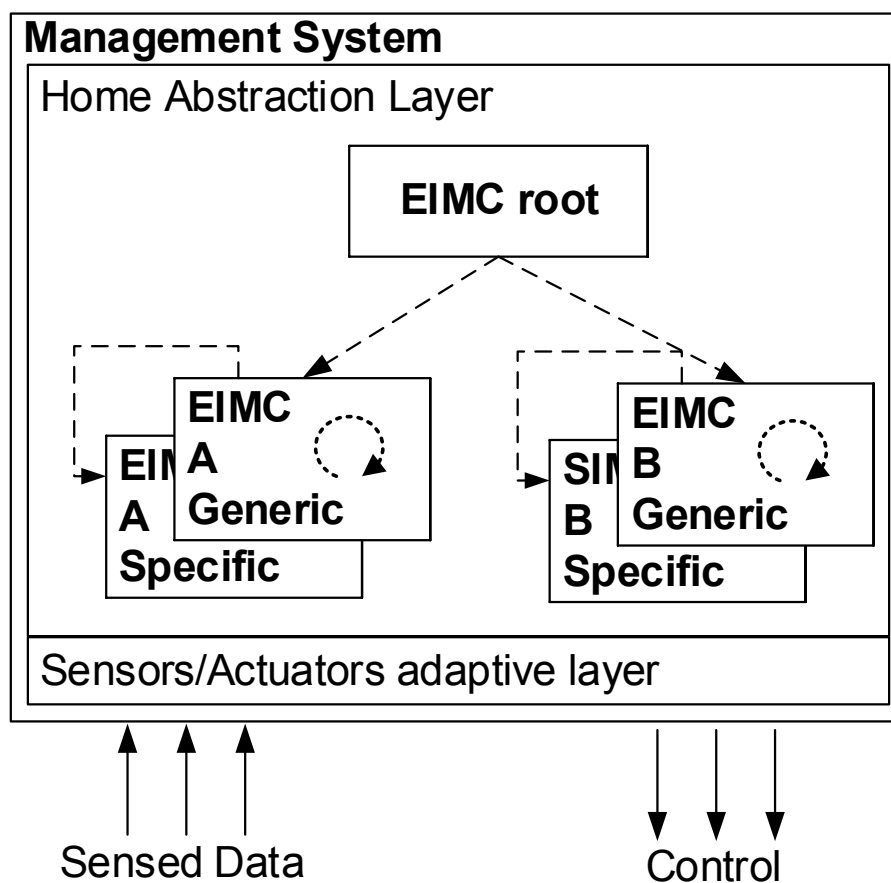 Management System
Home Abstraction Layer
EIMC root
EIMC
A
Generic
EIM
A
Specific
EIMC
B
Generic
SIM
B
Specific
Sensors/Actuators adaptive layer
Sensed Data
Control